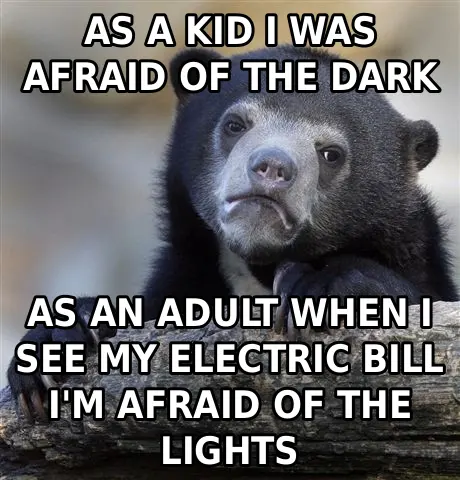 AS A KID I WAS
AFRAID OF THE DARK
AS AN ADULT WHEN I
SEE MY ELECTRIC BILL
I'M AFRAID OF THE
LIGHTS